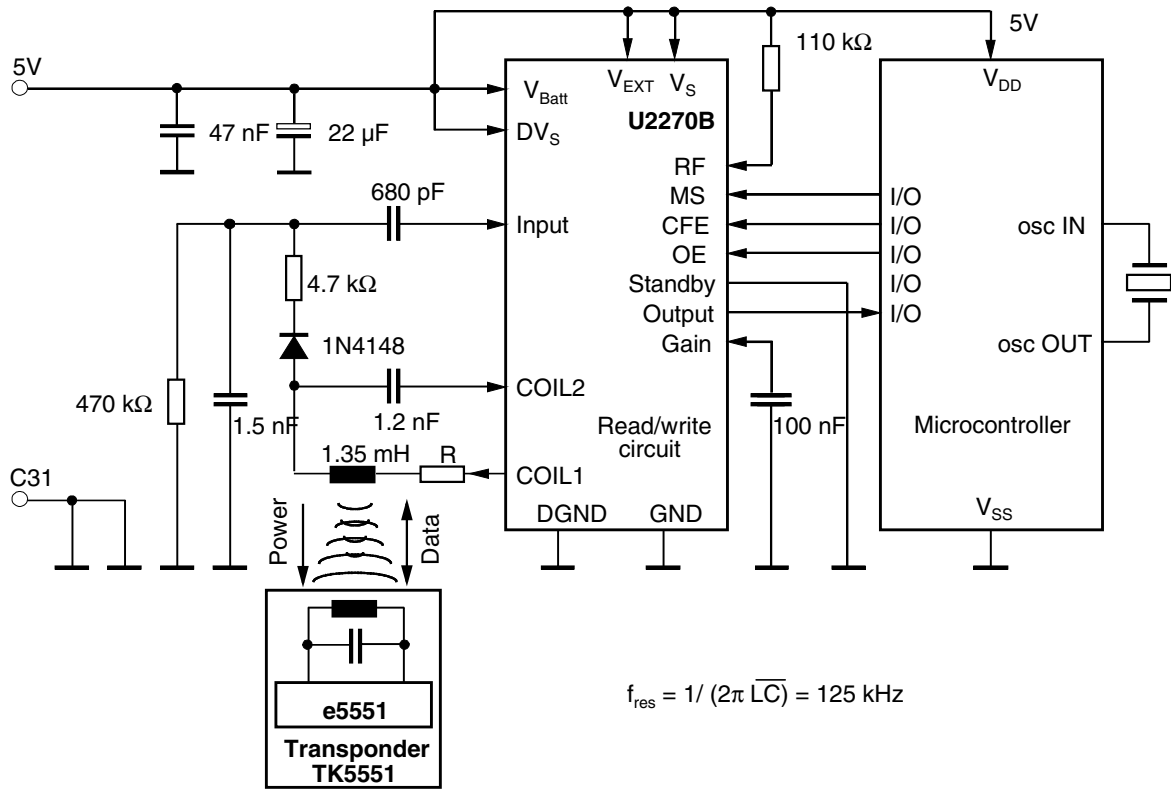 5V
110 kΩ
5V
V_Batt
V_EXT
V_S
V_DD
47 nF
22 µF
DV_S
U2270B
RF
680 pF
MS
I/O
Input
CFE
I/O
osc IN
OE
I/O
4.7 kΩ
Standby
I/O
Output
I/O
1N4148
Gain
osc OUT
470 kΩ
COIL2
1.5 nF
1.2 nF
Read/write
circuit
100 nF
Microcontroller
1.35 mH
R
COIL1
C31
DGND
GND
V_SS
Power
Data
e5551
Transponder
TK5551
f_res = 1/ (2π L̅C̅) = 125 kHz